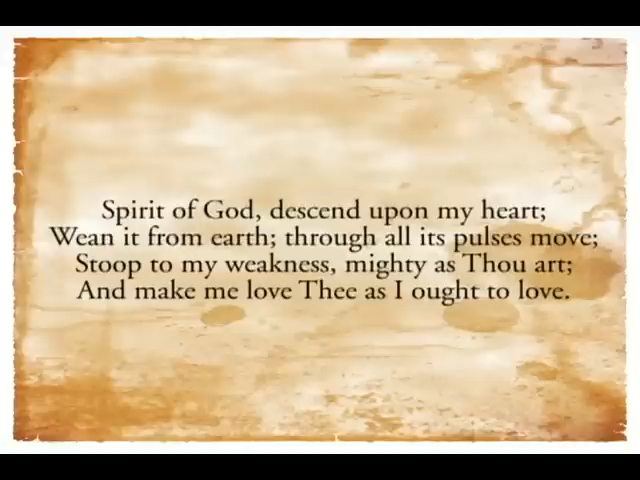 Spirit of God, descend upon my heart;
Wean it from earth; through all its pulses move;
Stoop to my weakness, mighty as Thou art;
And make me love Thee as I ought to love.